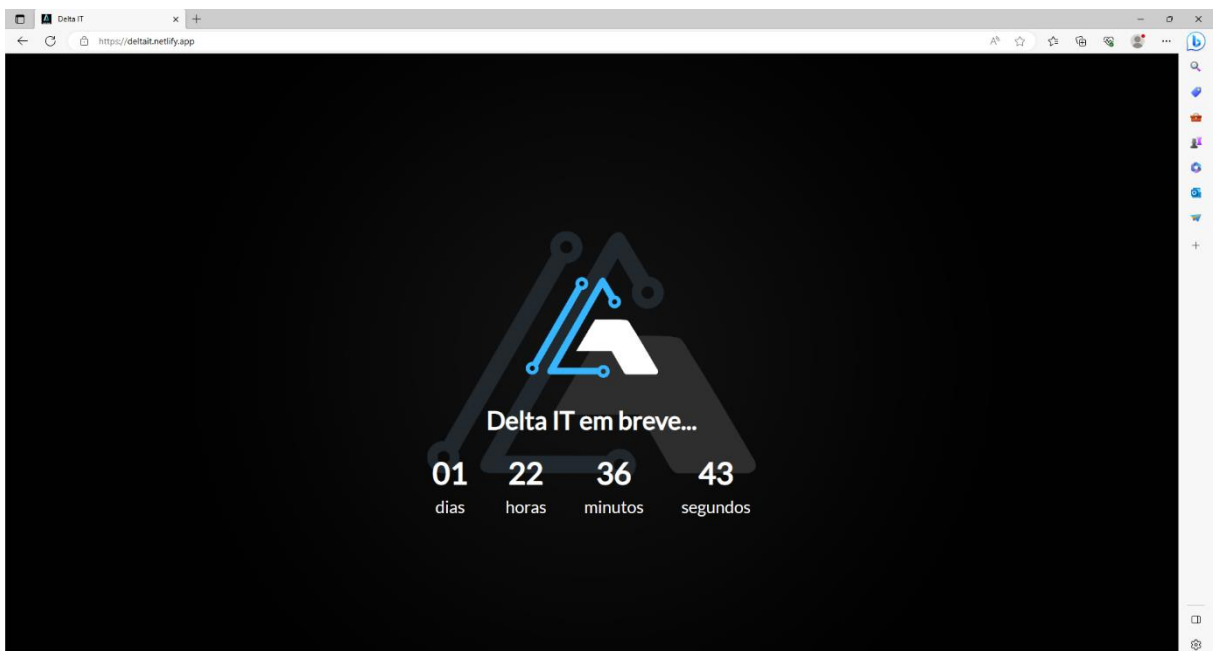 Delta IT
https://deltait.netlify.app
Delta IT em breve...
01 22 36 43
dias horas minutos segundos